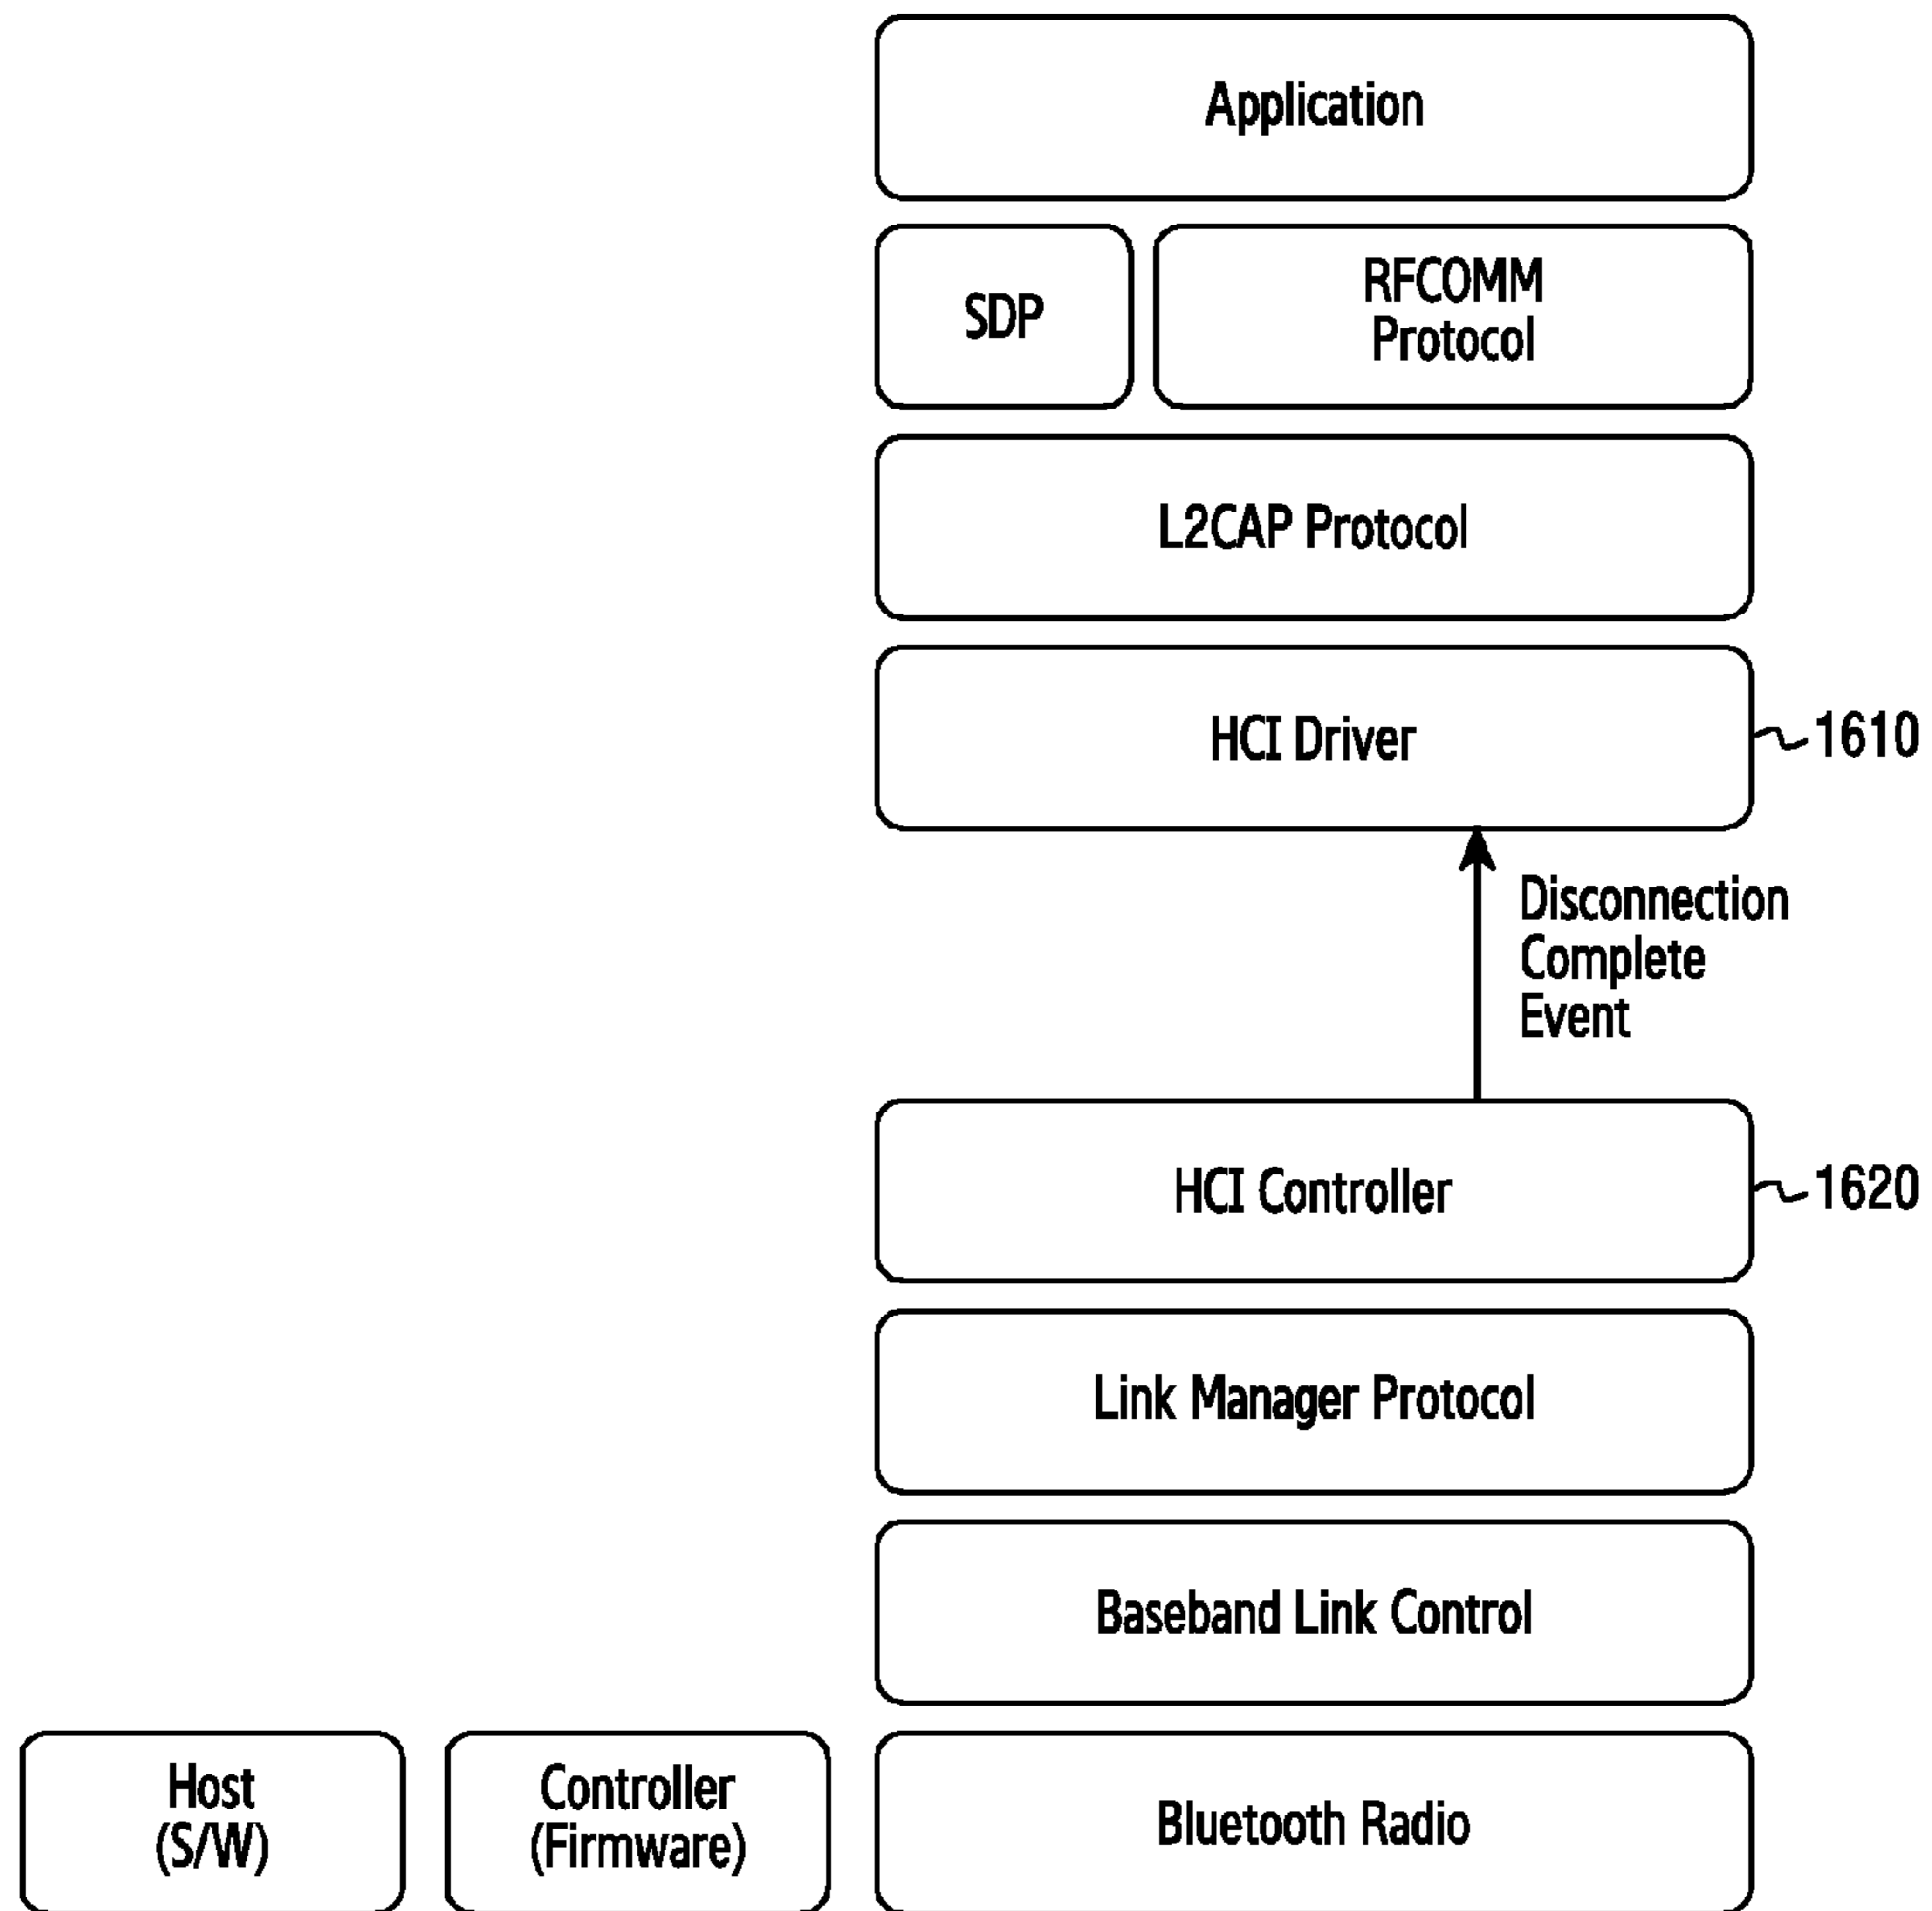 Application
SDP
RFCOMM
Protocol
L2CAP Protocol
HCI Driver
1610
Disconnection
Complete
Event
HCI Controller
1620
Link Manager Protocol
Baseband Link Control
Host
(S/W)
Controller
(Firmware)
Bluetooth Radio